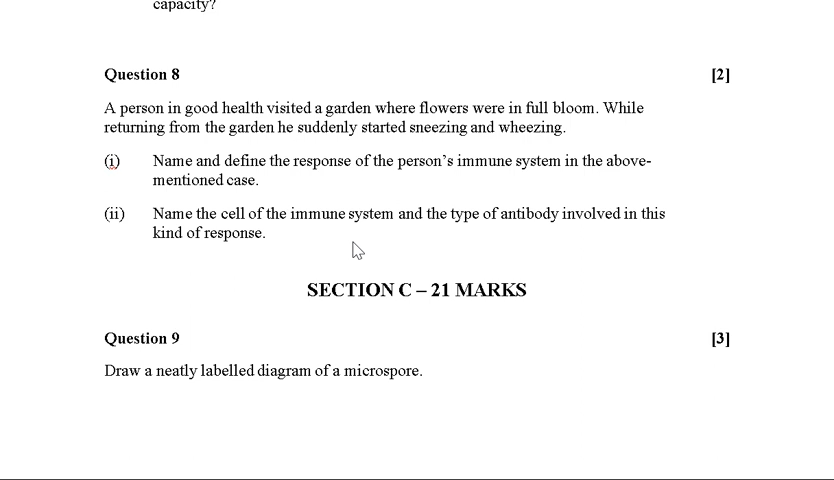 capacity?
Question 8 [2]
A person in good health visited a garden where flowers were in full bloom. While
returning from the garden he suddenly started sneezing and wheezing.
(i) Name and define the response of the person's immune system in the above-
mentioned case.
(ii) Name the cell of the immune system and the type of antibody involved in this
kind of response.
SECTION C – 21 MARKS
Question 9 [3]
Draw a neatly labelled diagram of a microspore.